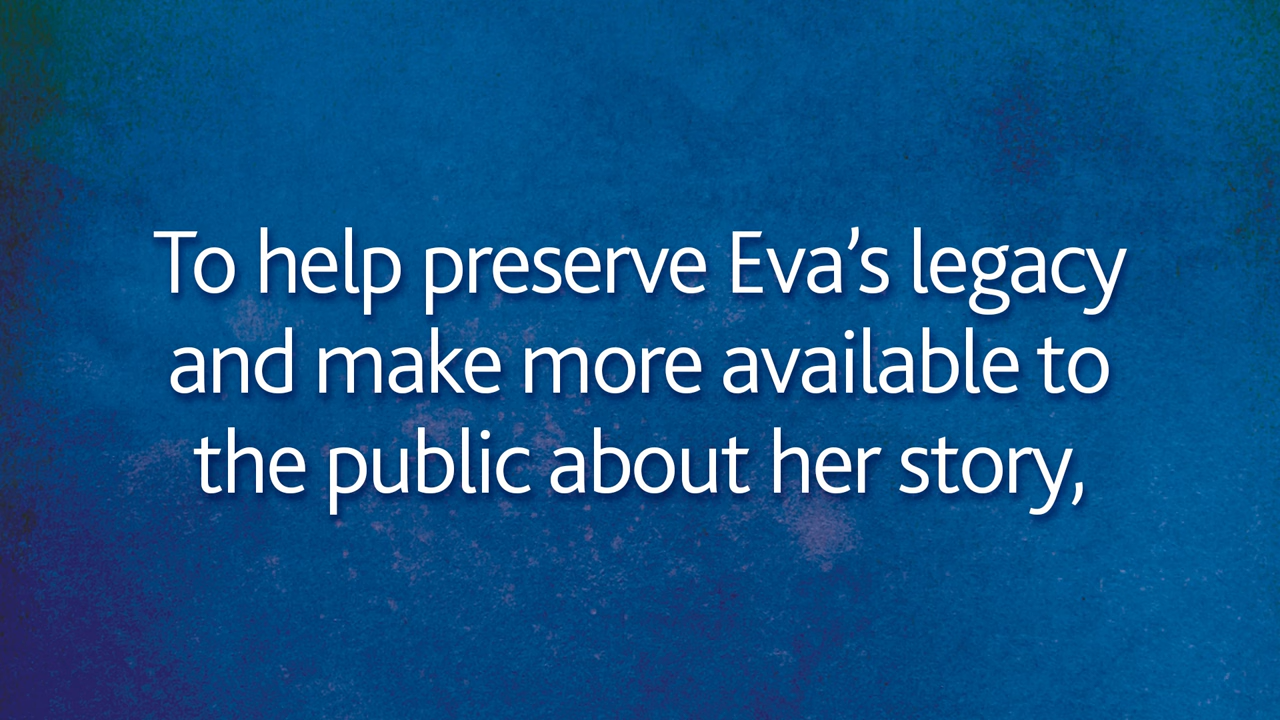 To help preserve Eva’s legacy
and make more available to
the public about her story,